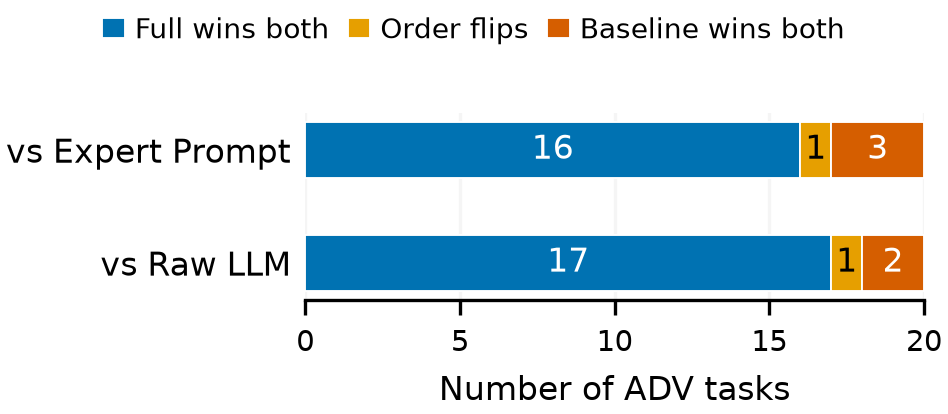 Full wins both Order flips Baseline wins both
vs Expert Prompt 16 1 3
vs Raw LLM 17 1 2
0 5 10 15 20
Number of ADV tasks